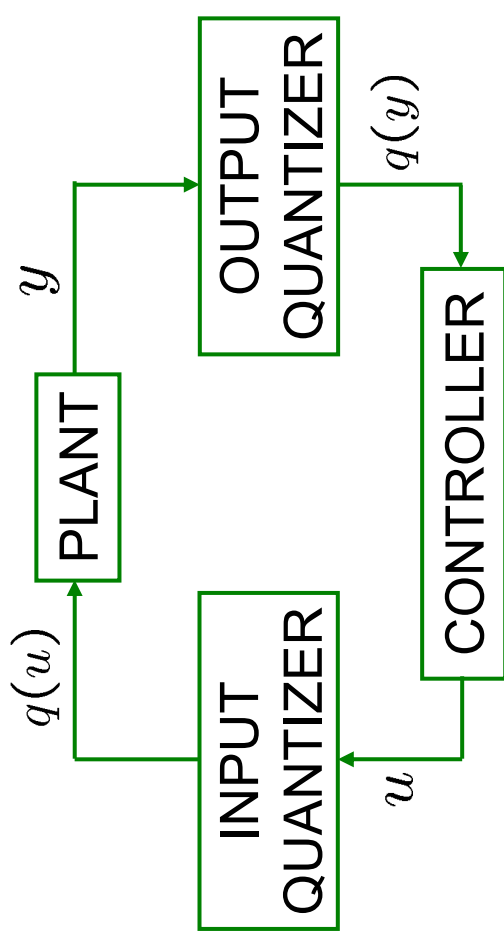 q(u)
PLANT
y
INPUT
QUANTIZER
OUTPUT
QUANTIZER
u
CONTROLLER
q(y)